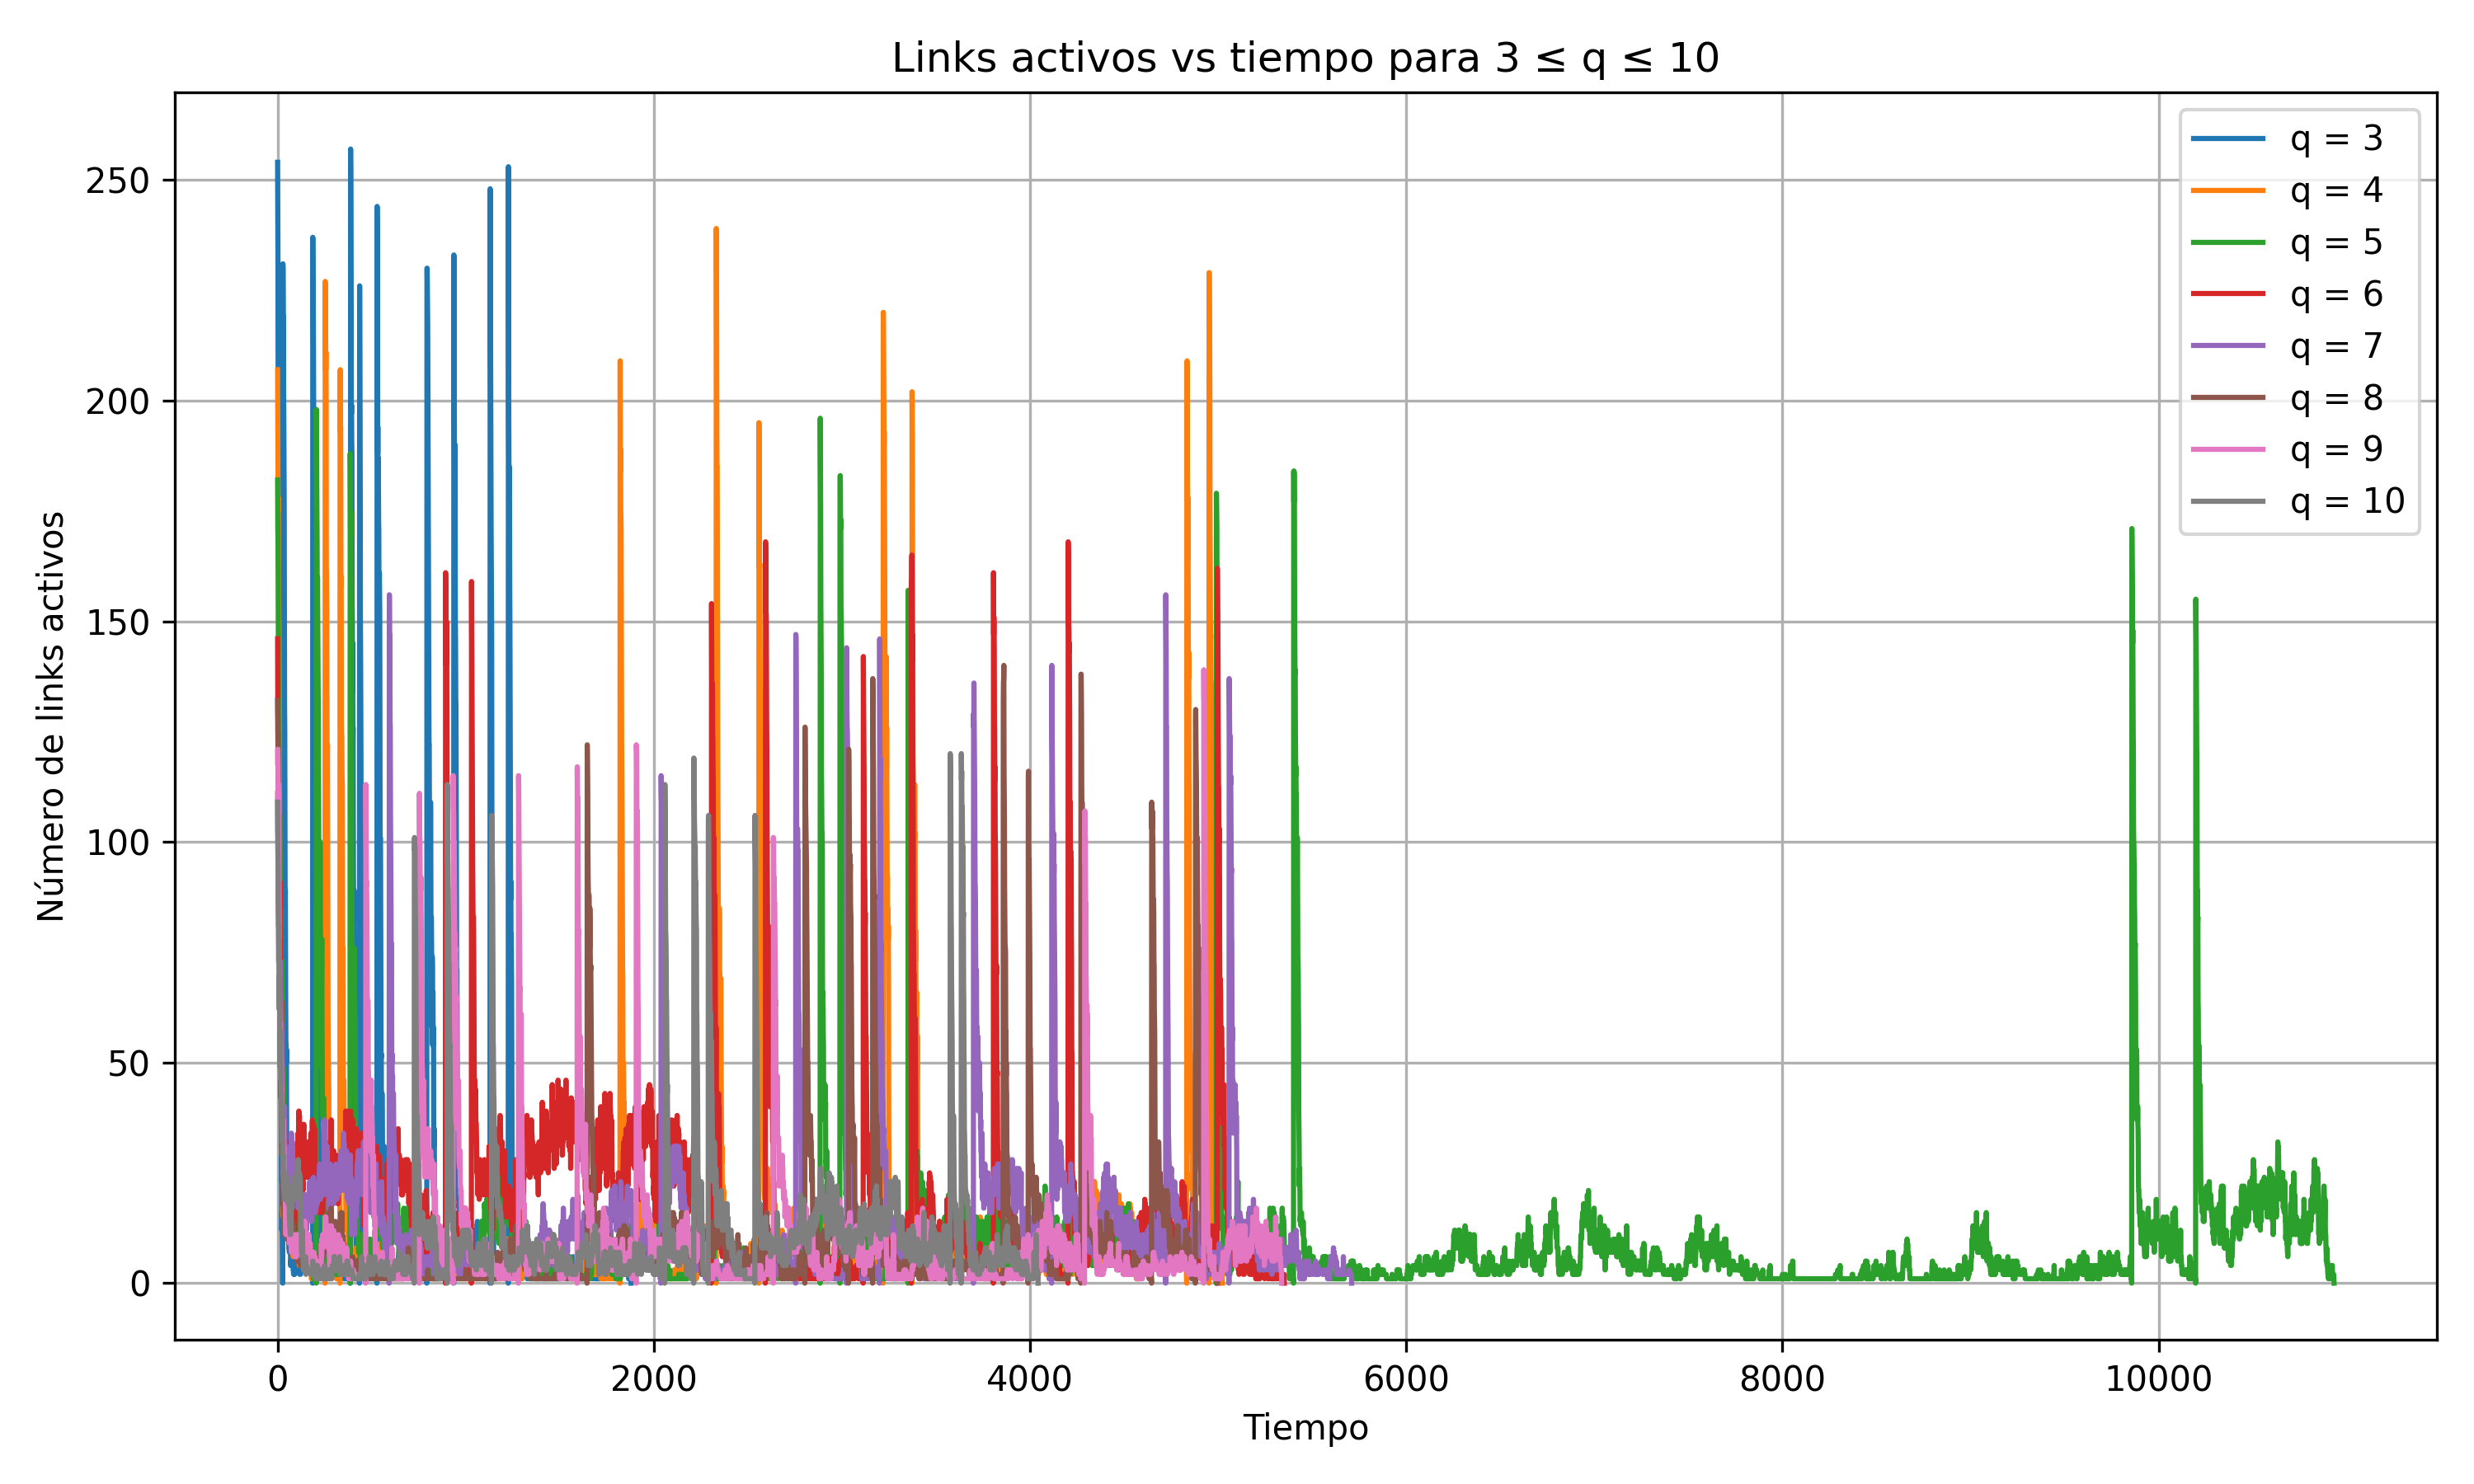 Links activos vs tiempo para 3 ≤ q ≤ 10
Número de links activos
250
200
150
100
50
0
0 2000 4000 6000 8000 10000
Tiempo
q = 3
q = 4
q = 5
q = 6
q = 7
q = 8
q = 9
q = 10